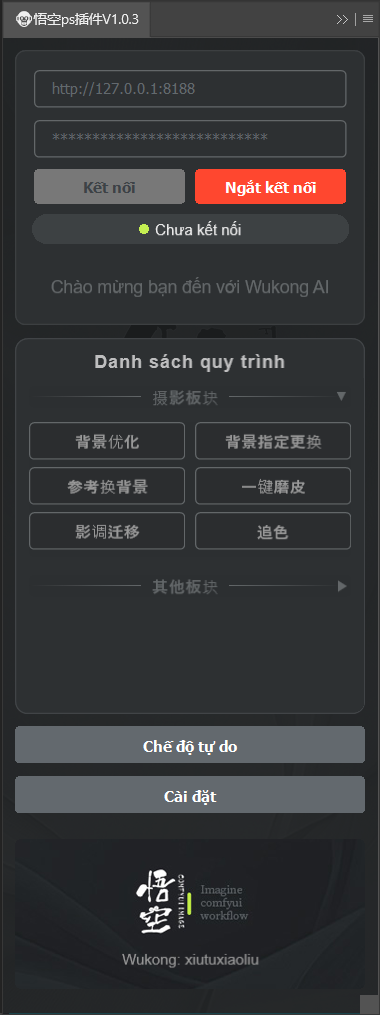 悟空ps插件V1.0.3
http://127.0.0.1:8188
***************************
Kết nối
Ngắt kết nối
Chưa kết nối
Chào mừng bạn đến với Wukong AI
Danh sách quy trình
摄影板块
背景优化
背景指定更换
参考换背景
一键磨皮
影调迁移
追色
其他板块
Chế độ tự do
Cài đặt
悟空
COMFYUI IMAGE
Imagine
comfyui
workflow
Wukong: xiutuxiaoliu